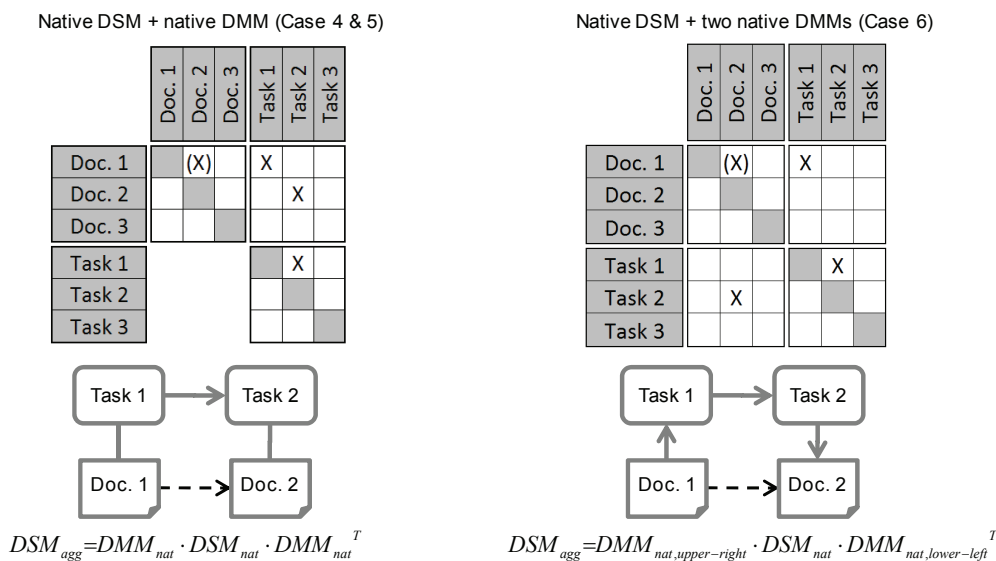 Native DSM + native DMM (Case 4 & 5)
Doc. 1 Doc. 2 Doc. 3 Task 1 Task 2 Task 3
Doc. 1 (X) X
Doc. 2 X
Doc. 3
Task 1 X
Task 2
Task 3
Task 1 Task 2
Doc. 1 Doc. 2
DSM_agg=DMM_nat · DSM_nat · DMM_nat^T
Native DSM + two native DMMs (Case 6)
Doc. 1 Doc. 2 Doc. 3 Task 1 Task 2 Task 3
Doc. 1 (X) X
Doc. 2
Doc. 3
Task 1 X
Task 2 X
Task 3
Task 1 Task 2
Doc. 1 Doc. 2
DSM_agg=DMM_nat,upper-right · DSM_nat · DMM_nat,lower-left^T